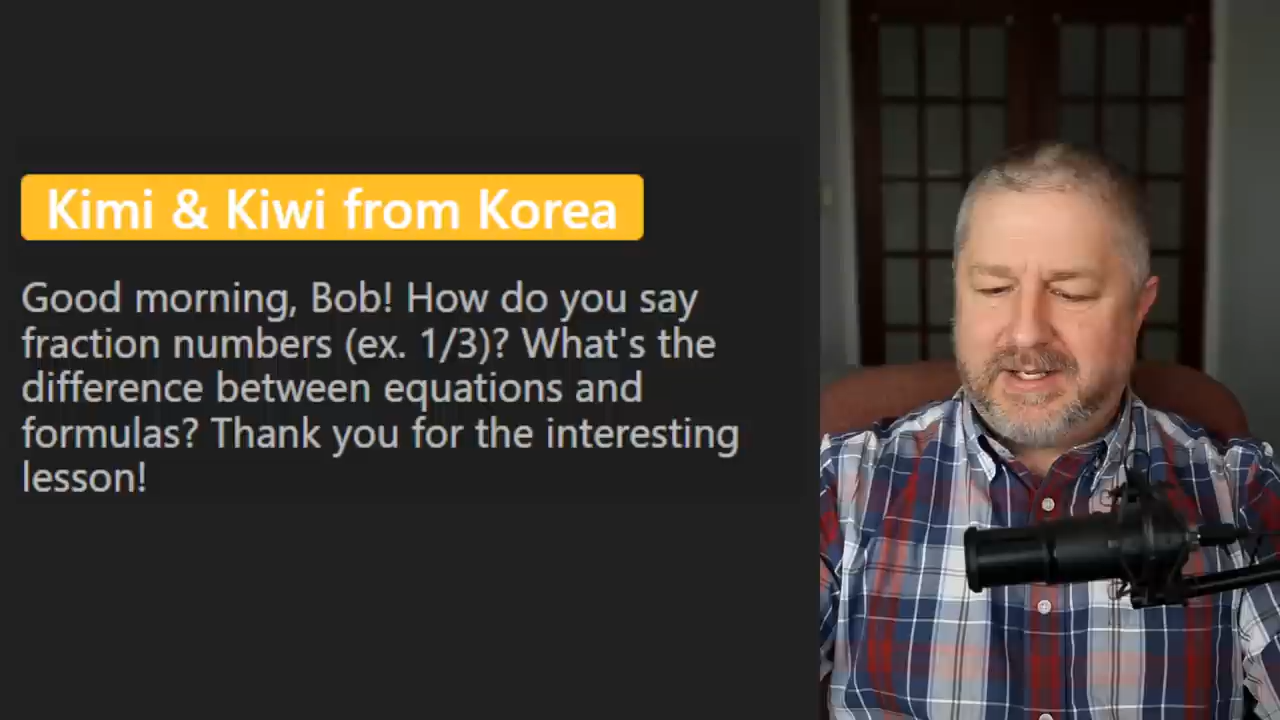 Kimi & Kiwi from Korea
Good morning, Bob! How do you say
fraction numbers (ex. 1/3)? What's the
difference between equations and
formulas? Thank you for the interesting
lesson!